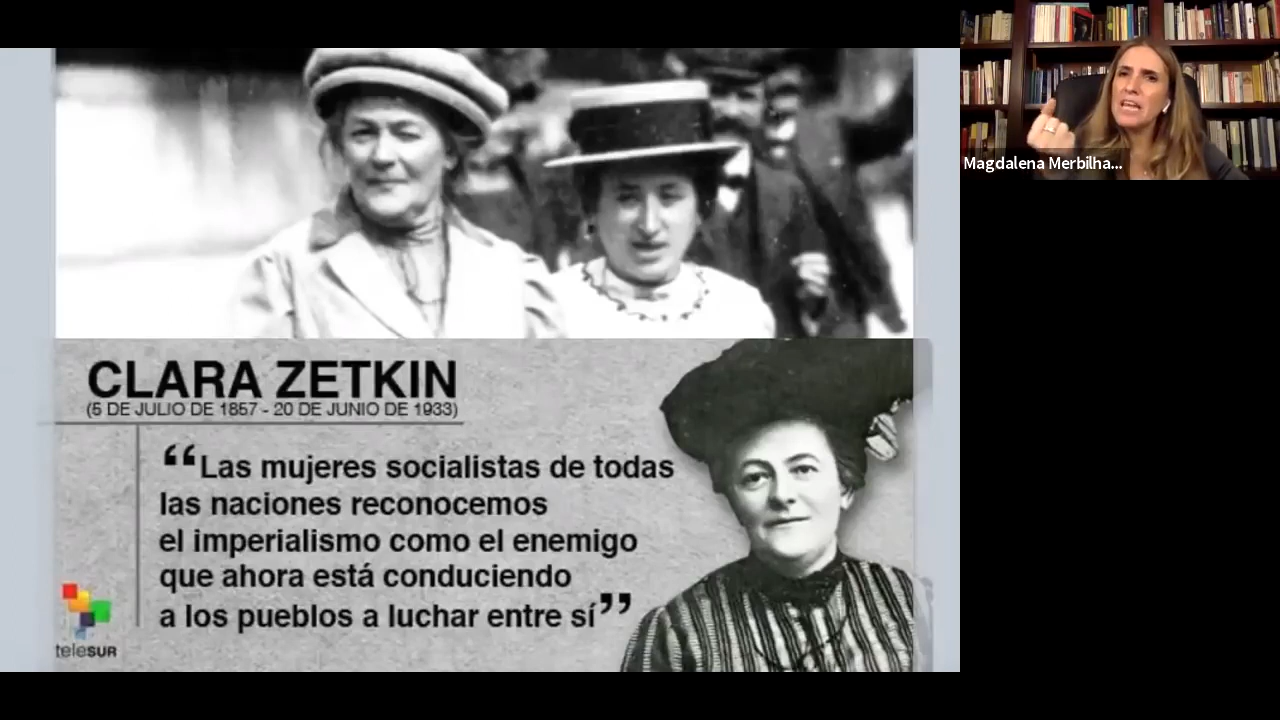 Magdalena Merbilha...
CLARA ZETKIN
(5 DE JULIO DE 1857 - 20 DE JUNIO DE 1933)
“Las mujeres socialistas de todas
las naciones reconocemos
el imperialismo como el enemigo
que ahora está conduciendo
a los pueblos a luchar entre sí”
teleSUR